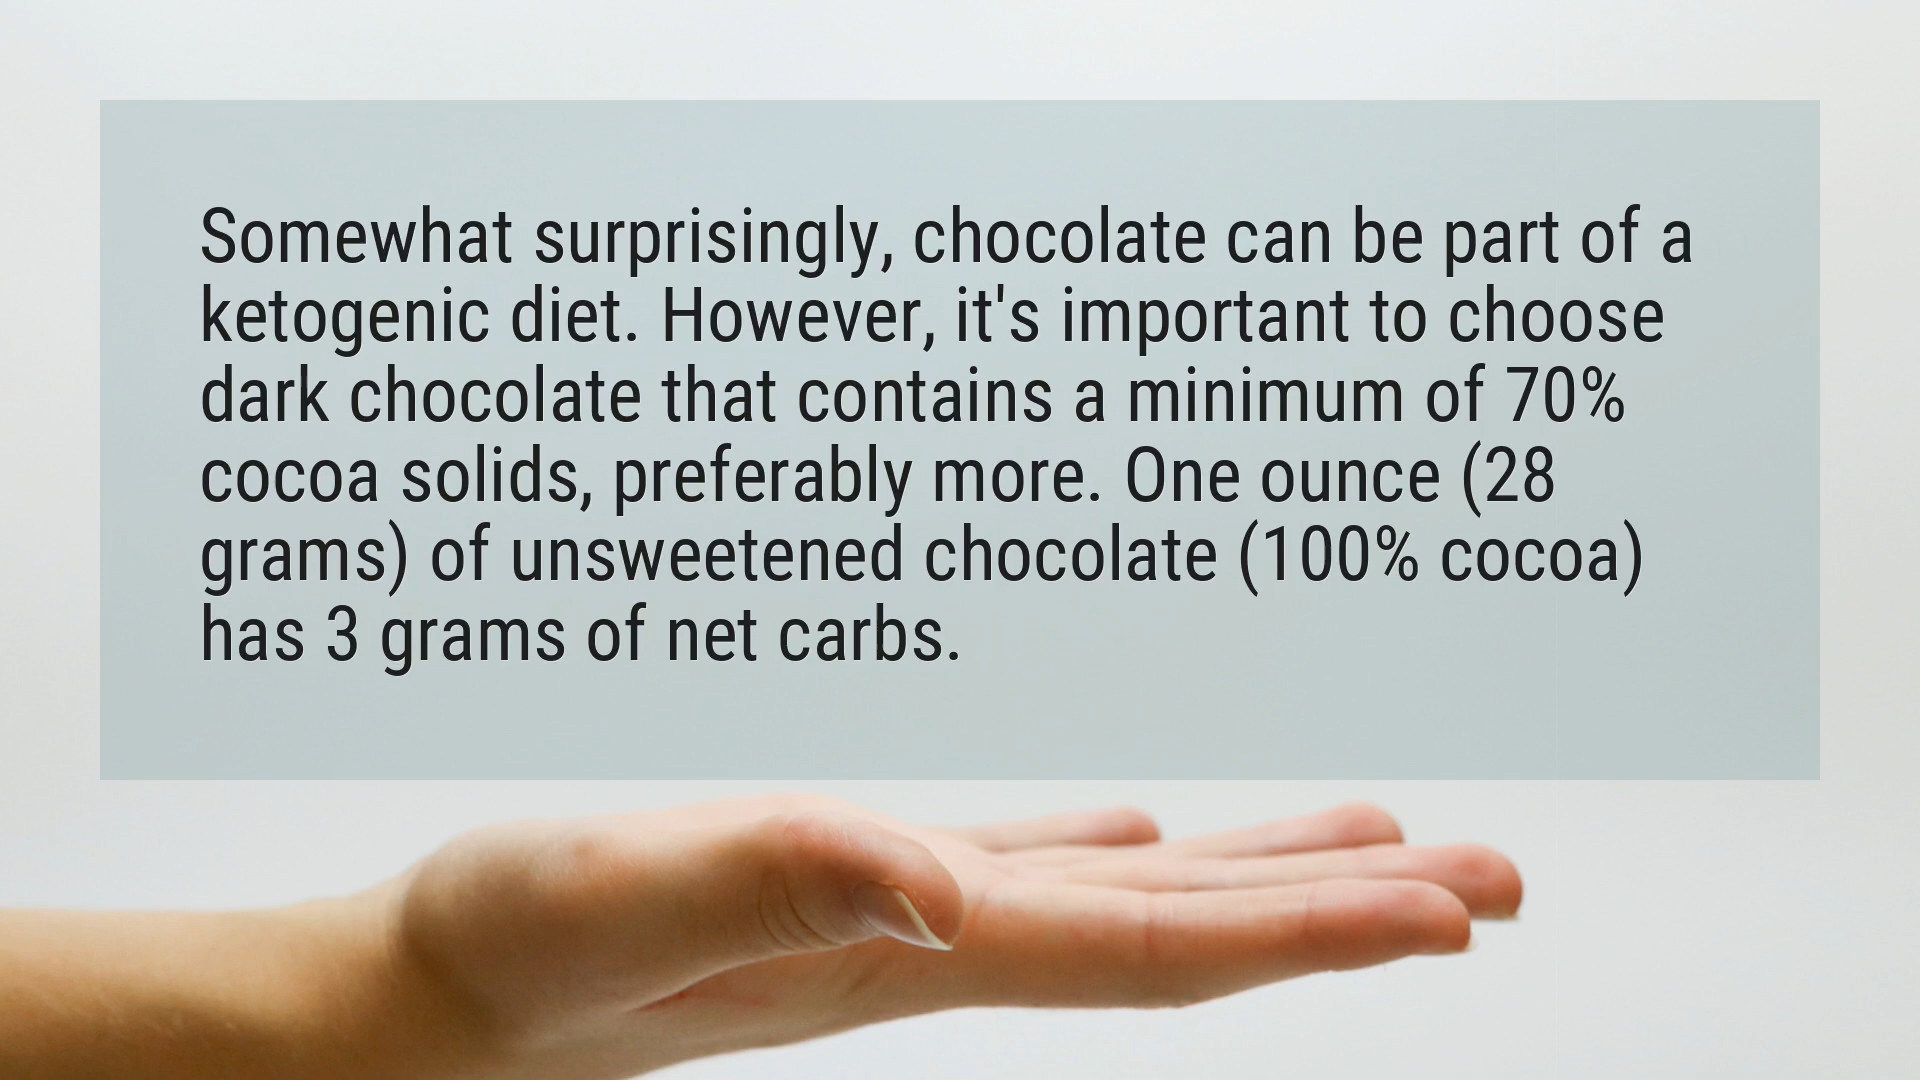 Somewhat surprisingly, chocolate can be part of a
ketogenic diet. However, it's important to choose
dark chocolate that contains a minimum of 70%
cocoa solids, preferably more. One ounce (28
grams) of unsweetened chocolate (100% cocoa)
has 3 grams of net carbs.